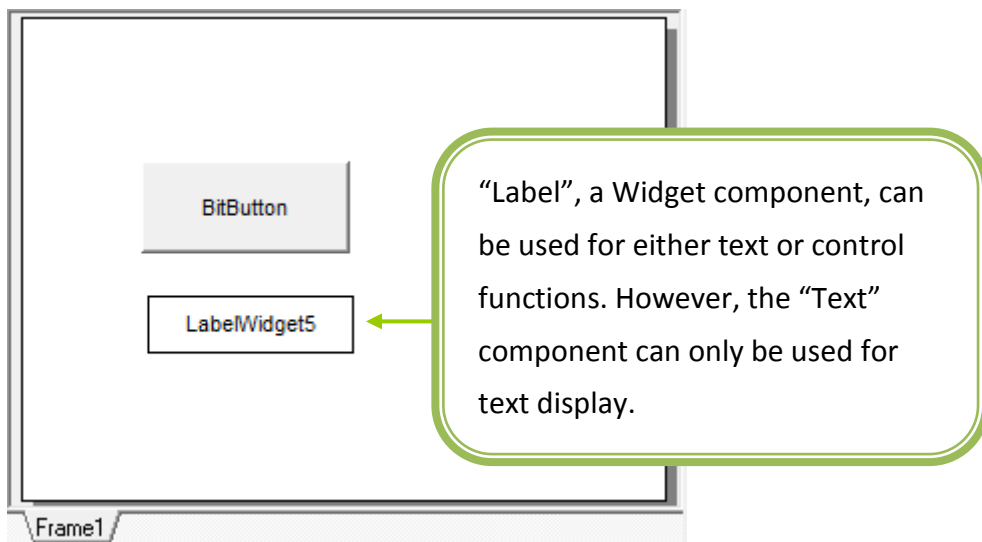 BitButton
LabelWidget5
“Label”, a Widget component, can
be used for either text or control
functions. However, the “Text”
component can only be used for
text display.
Frame1